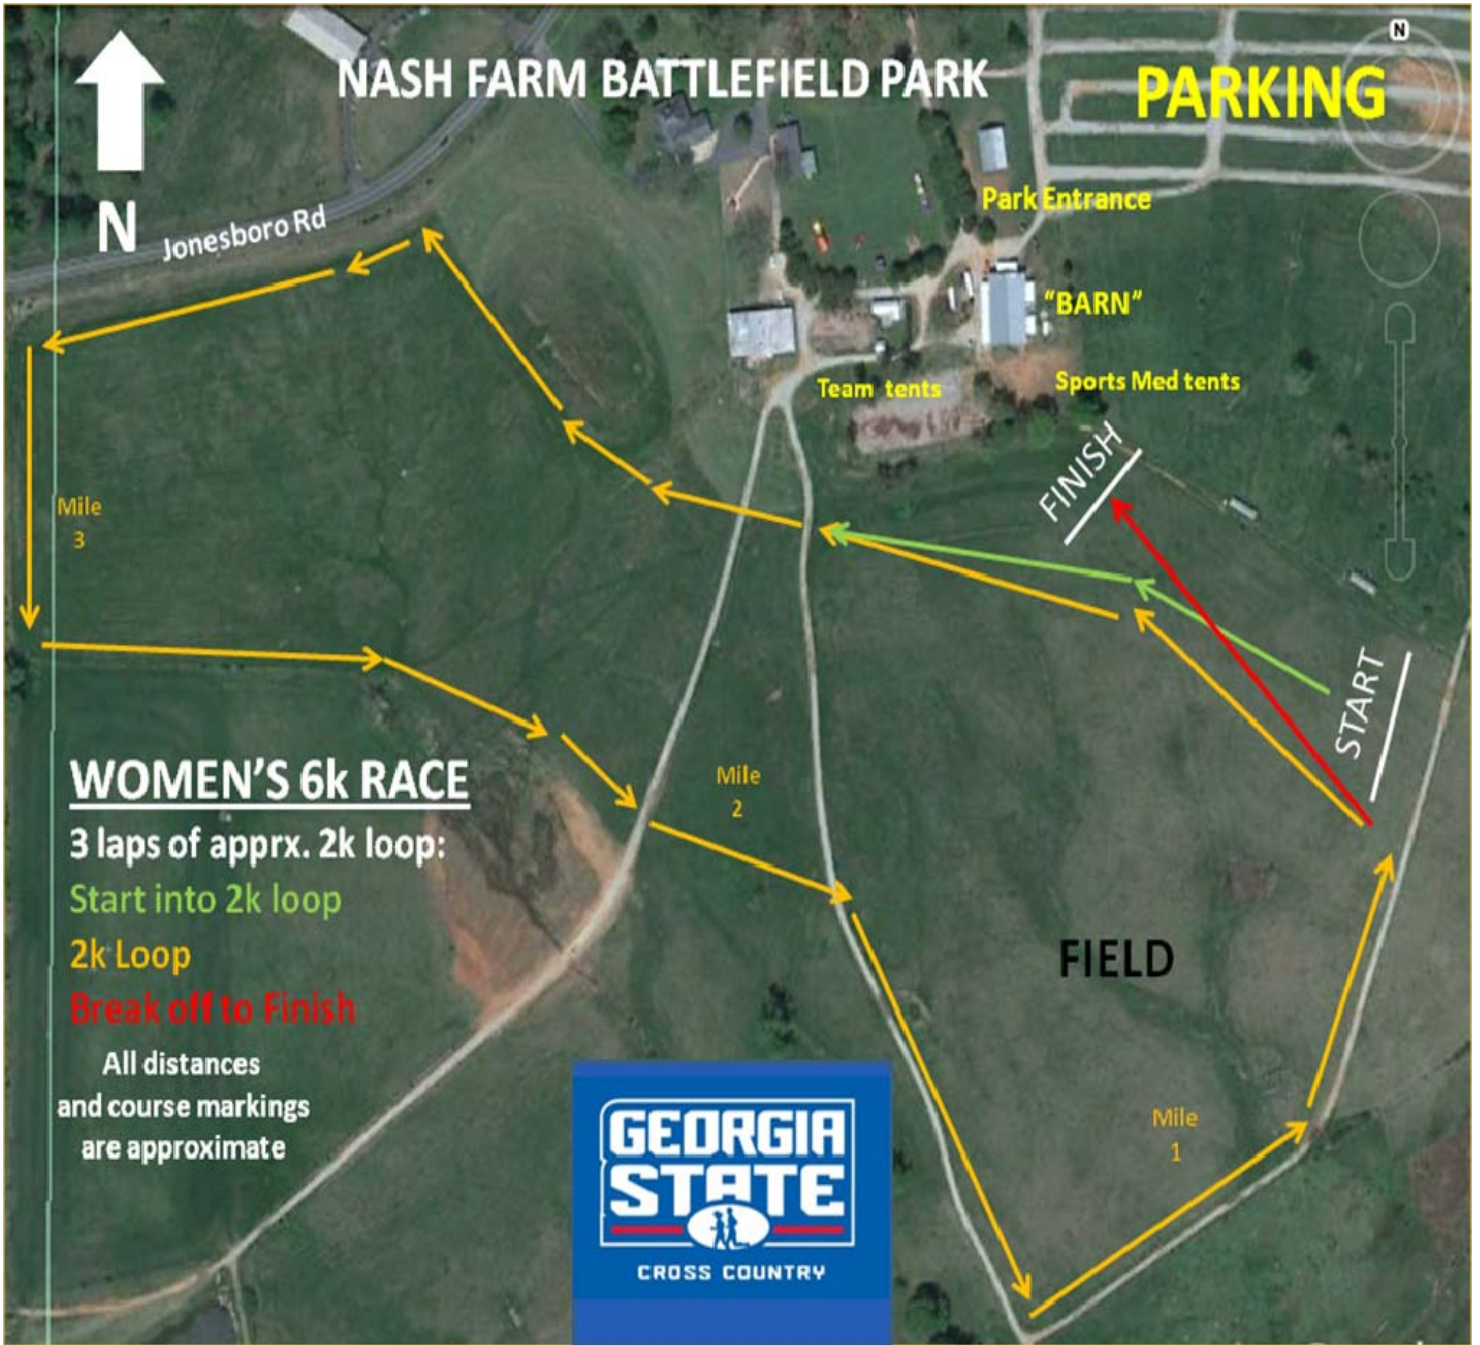 NASH FARM BATTLEFIELD PARK
PARKING
N
N
Jonesboro Rd
Park Entrance
"BARN"
Team tents
Sports Med tents
FINISH
START
Mile
3
Mile
2
Mile
1
FIELD
WOMEN'S 6k RACE
3 laps of apprx. 2k loop:
Start into 2k loop
2k Loop
Break off to Finish
All distances
and course markings
are approximate
GEORGIA
STATE
CROSS COUNTRY